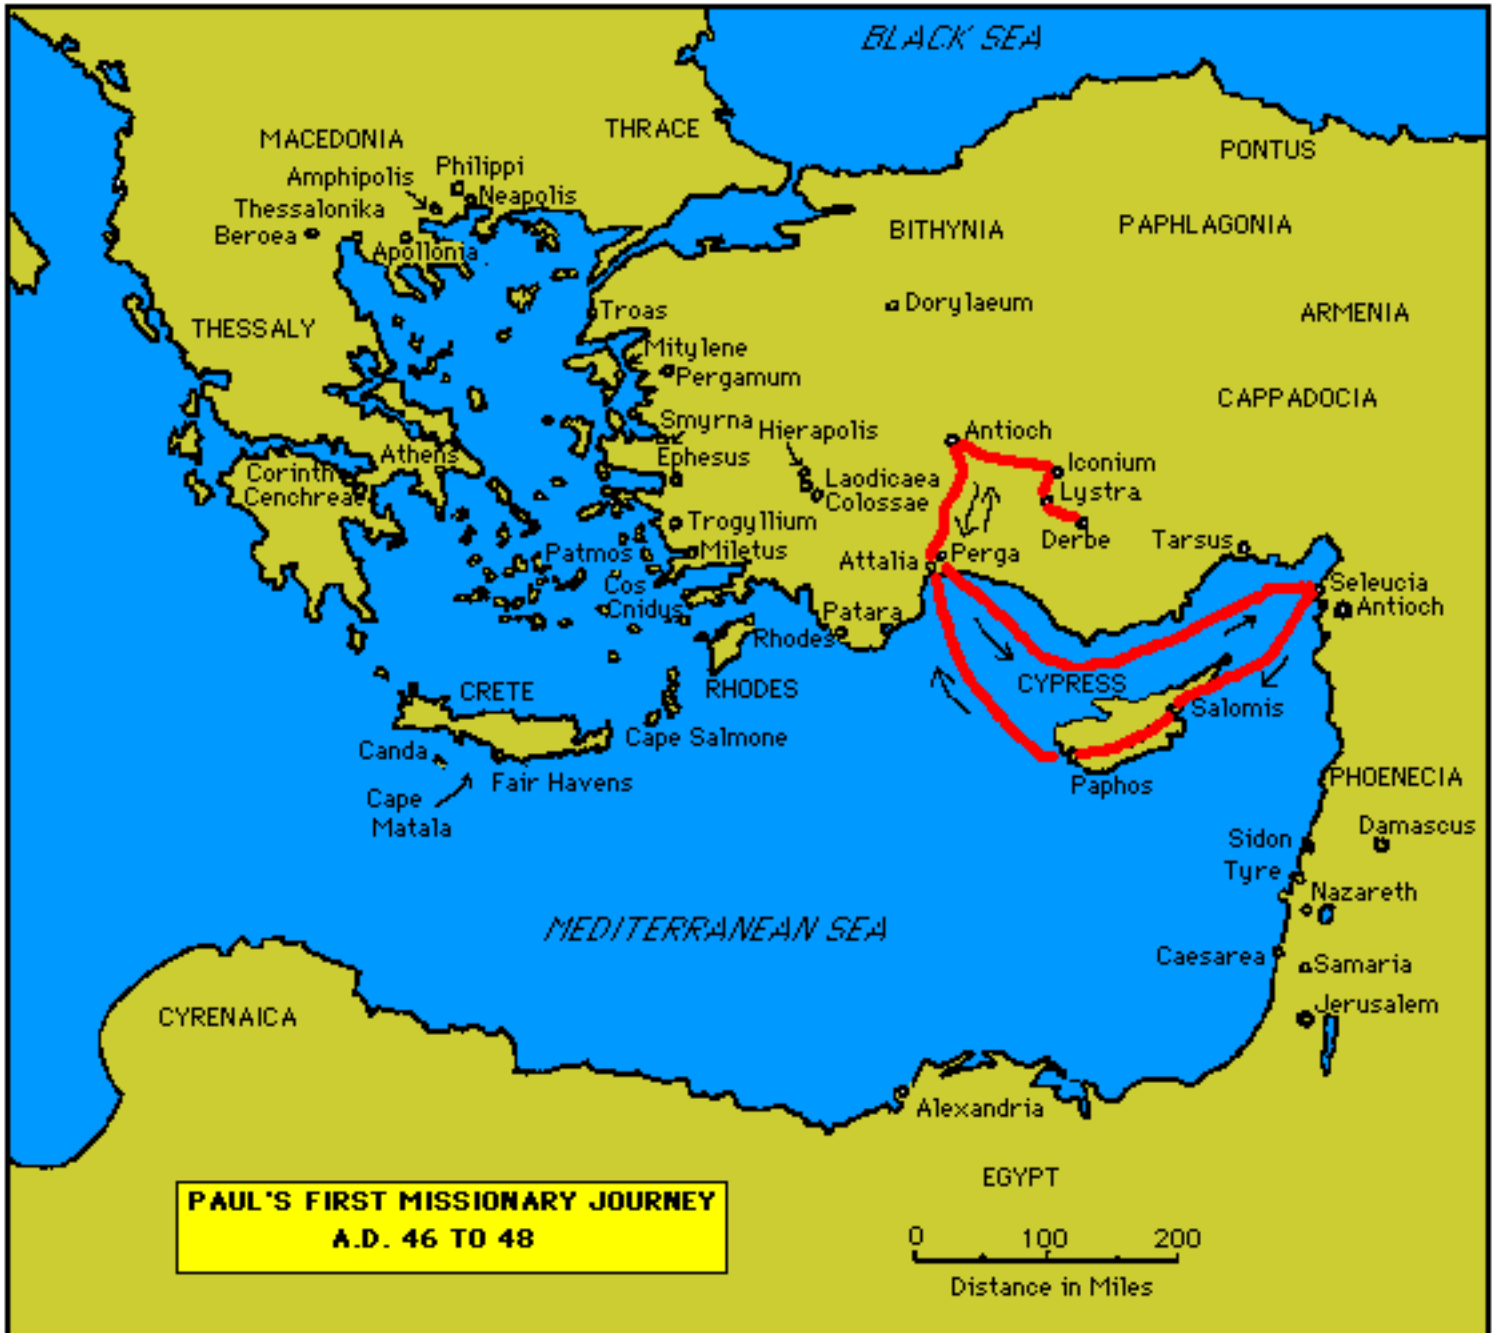 BLACK SEA
THRACE
MACEDONIA
PONTUS
Philippi
Amphipolis
Neapolis
Thessalonika
Beroea
Apollonia
BITHYNIA
PAPHLAGONIA
Dorylaeum
Troas
ARMENIA
THESSALY
Mitylene
Pergamum
CAPPADOCIA
Smyrna
Hierapolis
Antioch
Athens
Ephesus
Iconium
Corinth
Laodicaea
Cenchreae
Colossae
Lystra
Trogyllium
Derbe
Tarsus
Patmos
Miletus
Attalia
Perga
Cos
Seleucia
Cnidus
Patara
Antioch
Rhodes
CRETE
RHODES
CYPRESS
Salomis
Canda
Cape Salmone
Fair Havens
Paphos
PHOENECIA
Cape
Matala
Sidon
Damascus
Tyre
Nazareth
MEDITERRANEAN SEA
Caesarea
Samaria
CYRENAICA
Jerusalem
Alexandria
EGYPT
PAUL'S FIRST MISSIONARY JOURNEY
A.D. 46 TO 48
0 100 200
Distance in Miles